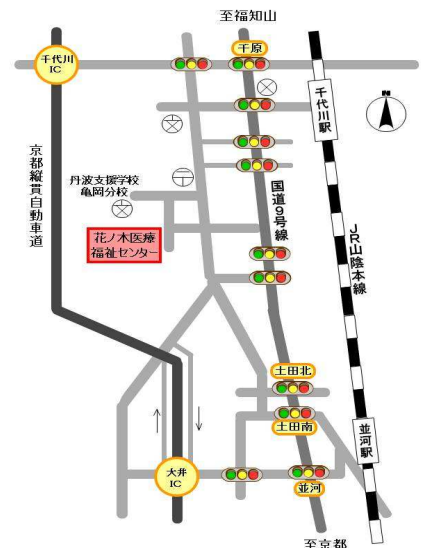 至福知山
千原
千代川
IC
千代川駅
京都縦貫自動車道
丹波支援学校
亀岡分校
国道9号線
花ノ木医療
福祉センター
JR山陰本線
N
土田北
土田南
並河駅
大井
IC
並河
至京都